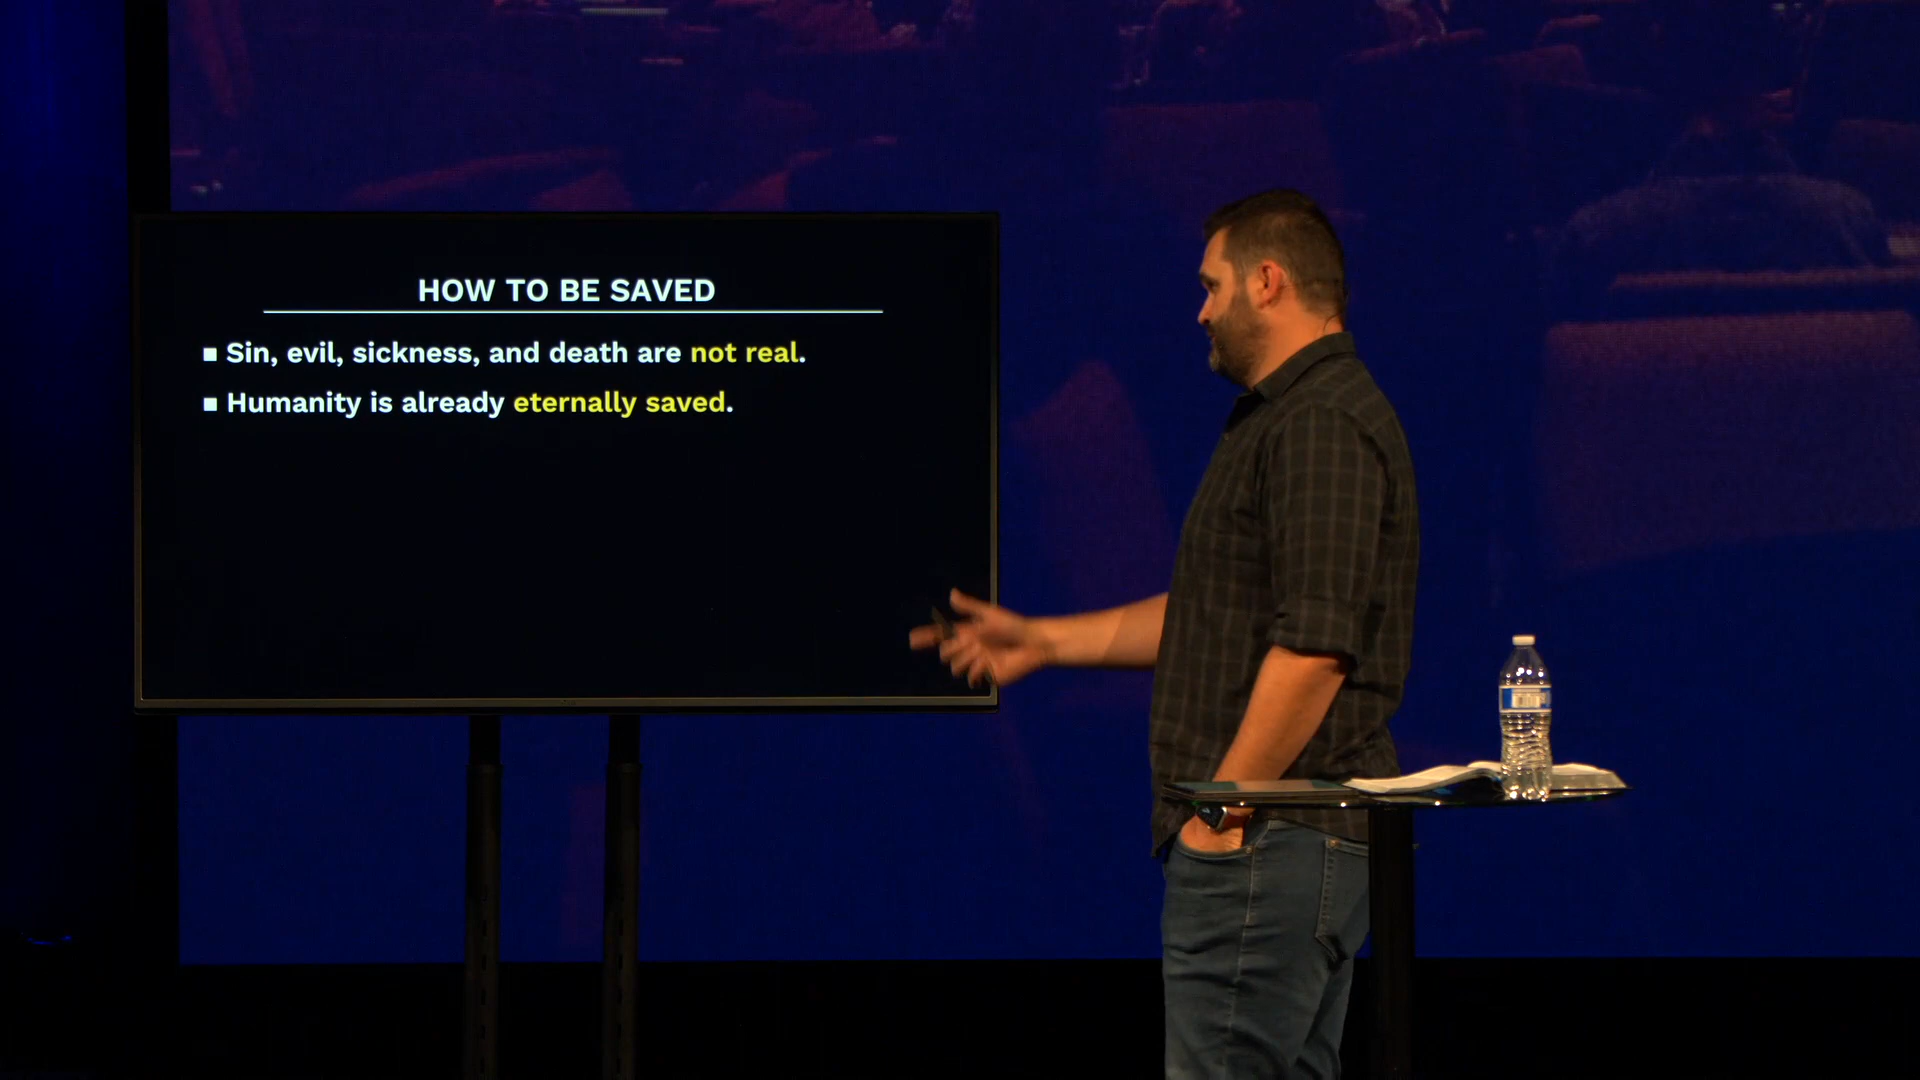 HOW TO BE SAVED
■ Sin, evil, sickness, and death are not real.
■ Humanity is already eternally saved.